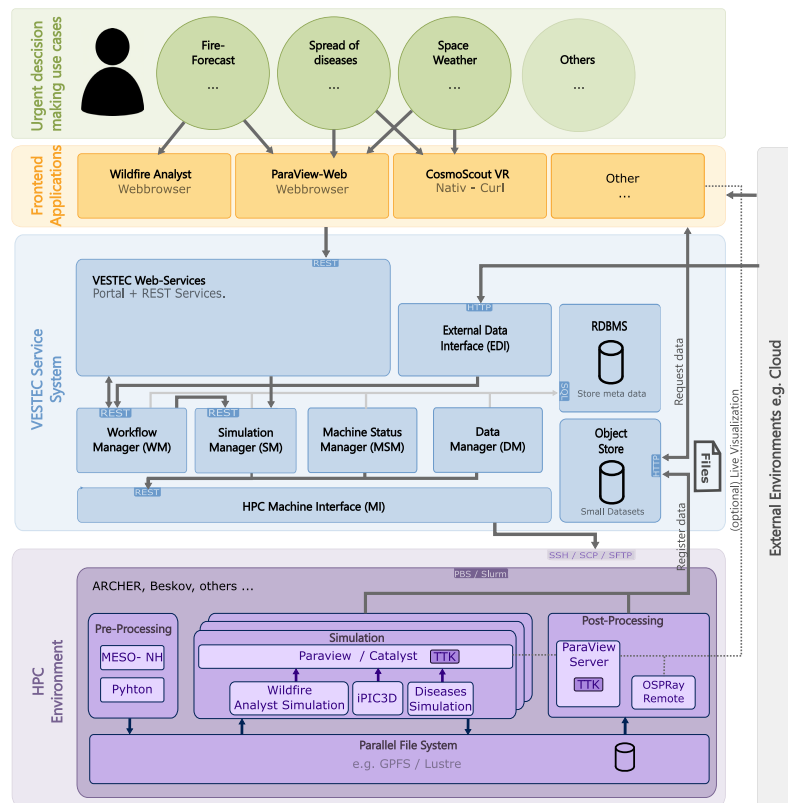 Urgent descision
making use cases
Fire-
Forecast
...
Spread of
diseases
...
Space
Weather
...
Others
...
Frontend
Applications
Wildfire Analyst
Webbrowser
ParaView-Web
Webbrowser
CosmoScout VR
Nativ - Curl
Other
...
VESTEC Service
System
REST
VESTEC Web-Services
Portal + REST Services.
HTTP
External Data
Interface (EDI)
RDBMS
SQL
Store meta data
REST
Workflow
Manager (WM)
REST
Simulation
Manager (SM)
Machine Status
Manager (MSM)
Data
Manager (DM)
Object
Store
HTTP
Small Datasets
Files
Request data
Register data
(optional) Live Visualization
External Environments e.g. Cloud
REST
HPC Machine Interface (MI)
SSH / SCP / SFTP
HPC
Environment
PBS / Slurm
ARCHER, Beskov, others ...
Pre-Processing
MESO- NH
Pyhton
Simulation
Paraview / Catalyst
TTK
Wildfire
Analyst Simulation
iPIC3D
Diseases
Simulation
Post-Processing
ParaView
Server
TTK
OSPRay
Remote
Parallel File System
e.g. GPFS / Lustre